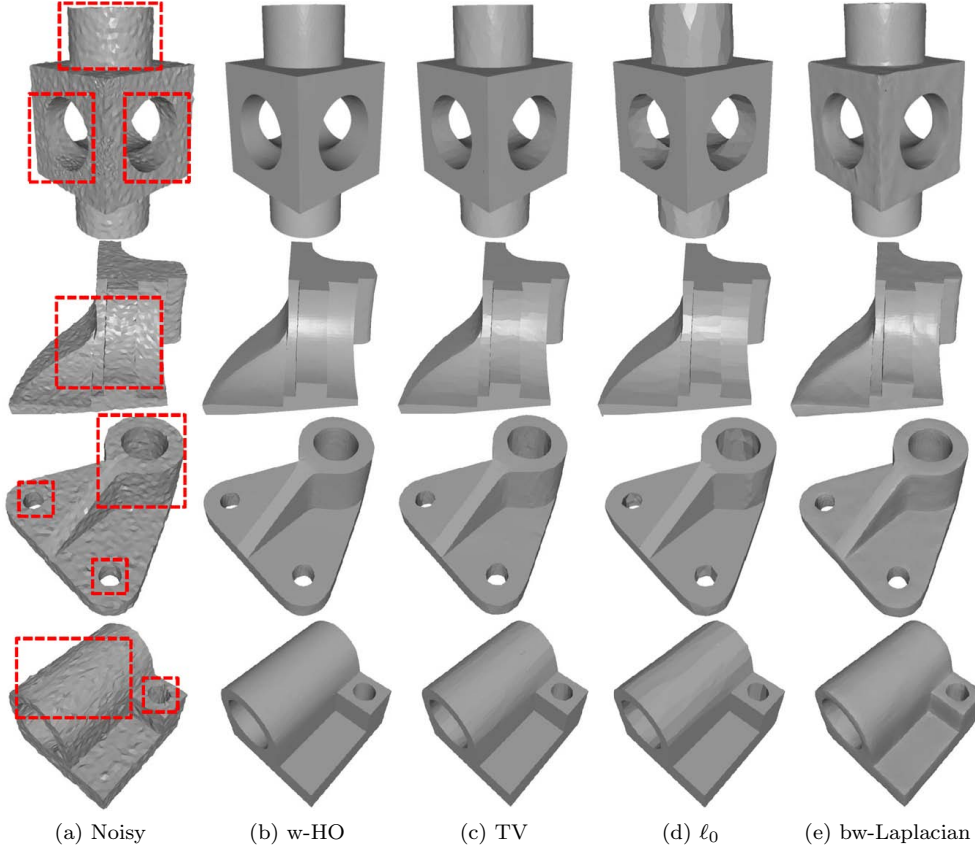 (a) Noisy
(b) w-HO
(c) TV
(d) ℓ₀
(e) bw-Laplacian